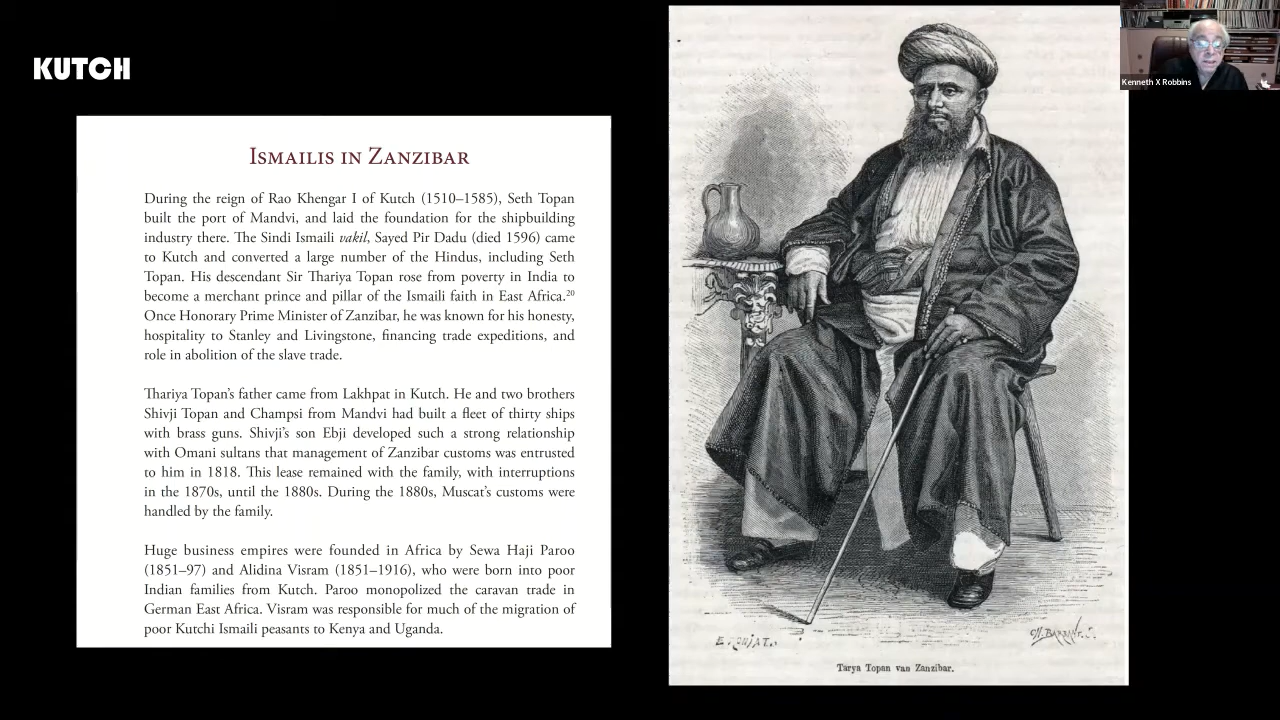 KUTCH
Ismailis in Zanzibar
During the reign of Rao Khengar I of Kutch (1510–1585), Seth Topan
built the port of Mandvi, and laid the foundation for the shipbuilding
industry there. The Sindi Ismaili vakil, Sayed Pir Dadu (died 1596) came
to Kutch and converted a large number of the Hindus, including Seth
Topan. His descendant Sir Thariya Topan rose from poverty in India to
become a merchant prince and pillar of the Ismaili faith in East Africa.20
Once Honorary Prime Minister of Zanzibar, he was known for his honesty,
hospitality to Stanley and Livingstone, financing trade expeditions, and
role in abolition of the slave trade.
Thariya Topan's father came from Lakhpat in Kutch. He and two brothers
Shivji Topan and Champsi from Mandvi had built a fleet of thirty ships
with brass guns. Shivji's son Ebji developed such a strong relationship
with Omani sultans that management of Zanzibar customs was entrusted
to him in 1818. This lease remained with the family, with interruptions
in the 1870s, until the 1880s. During the 1880s, Muscat's customs were
handled by the family.
Huge business empires were founded in Africa by Sewa Haji Paroo
(1851–97) and Alidina Visram (1851–1916), who were born into poor
Indian families from Kutch. Paroo monopolized the caravan trade in
German East Africa. Visram was responsible for much of the migration of
poor Kutchi Ismaili peasants to Kenya and Uganda.
Tarya Topan van Zanzibar.
Kenneth X Robbins